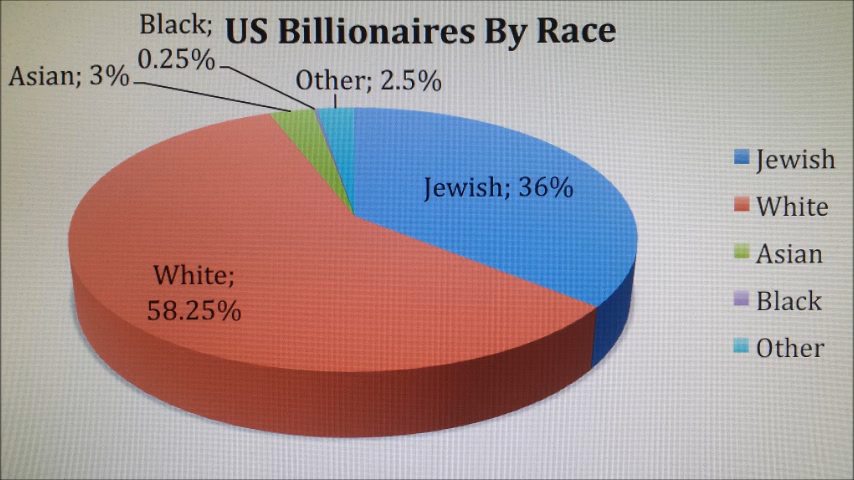 US Billionaires By Race
Black;
0.25%
Asian; 3%
Other; 2.5%
Jewish; 36%
White;
58.25%
Jewish
White
Asian
Black
Other